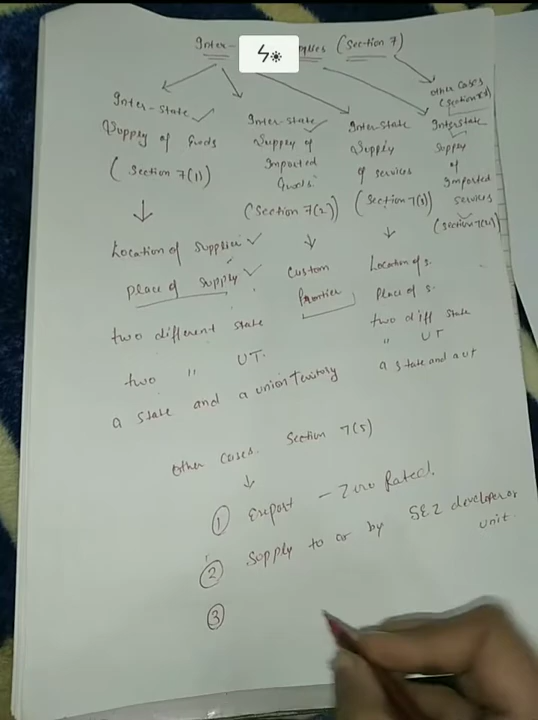 Inter- pplies (Section 7)
Inter-state
Supply of Goods
(Section 7(1))
Location of Supplier
Place of Supply
two different state
two " UT.
a state and a union Territory
Inter-state
Supply of
Imported
Goods.
(Section 7(2))
Custom
frontier
Inter-state
Supply
of services
(Section 7(3))
Location of s.
Place of s.
two diff state
" UT
a state and a UT
other cases
Interstate
Supply
of
Imported
services
(Section 7(4))
other cases. Section 7(5)
① Export - Zero Rated.
② Supply to or by SEZ developer or
unit.
③